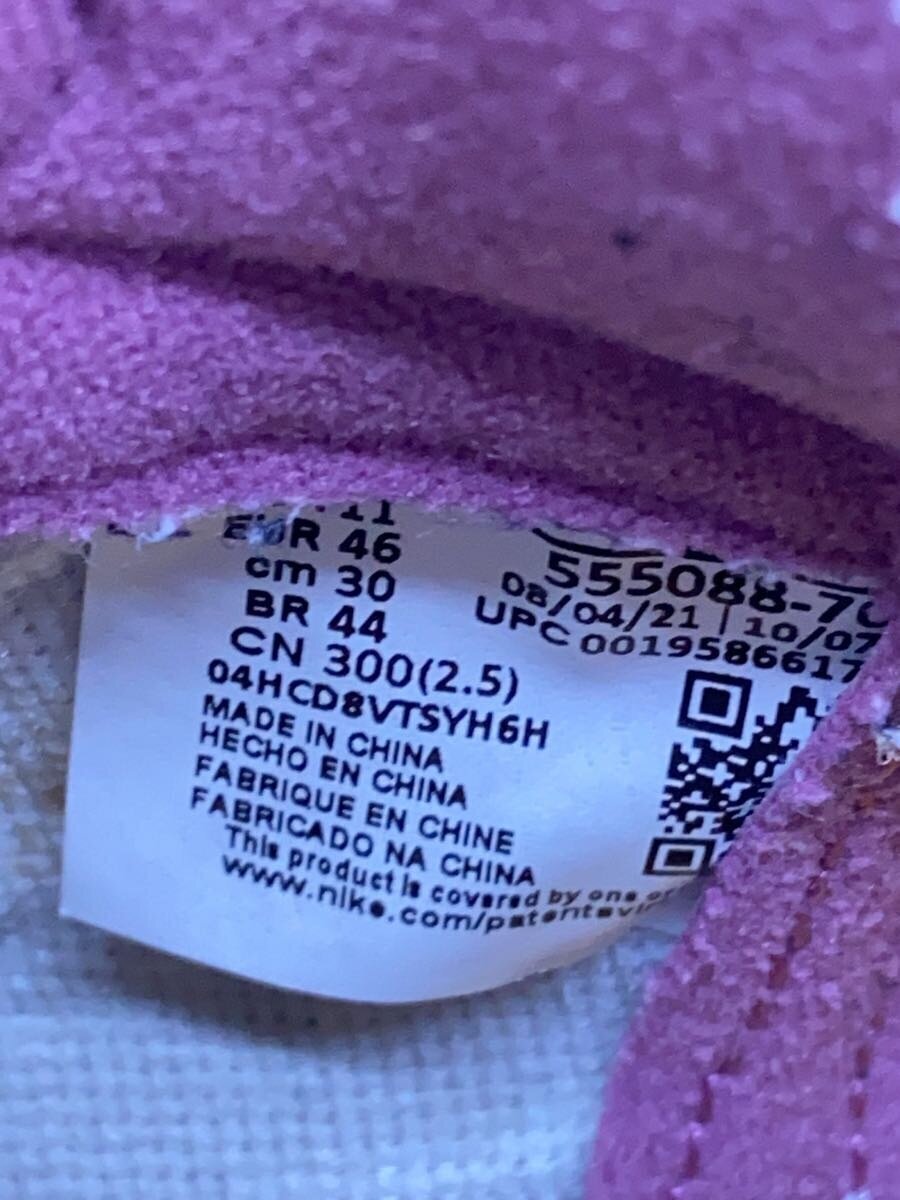 11
EUR 46
cm 30
BR 44
CN 300(2.5)
04HCD8VTSYH6H
MADE IN CHINA
HECHO EN CHINA
FABRIQUE EN CHINE
FABRICADO NA CHINA
This product is covered by one or
www.nike.com/patents
555088-70
08/04/21 | 10/07
UPC 0019586617